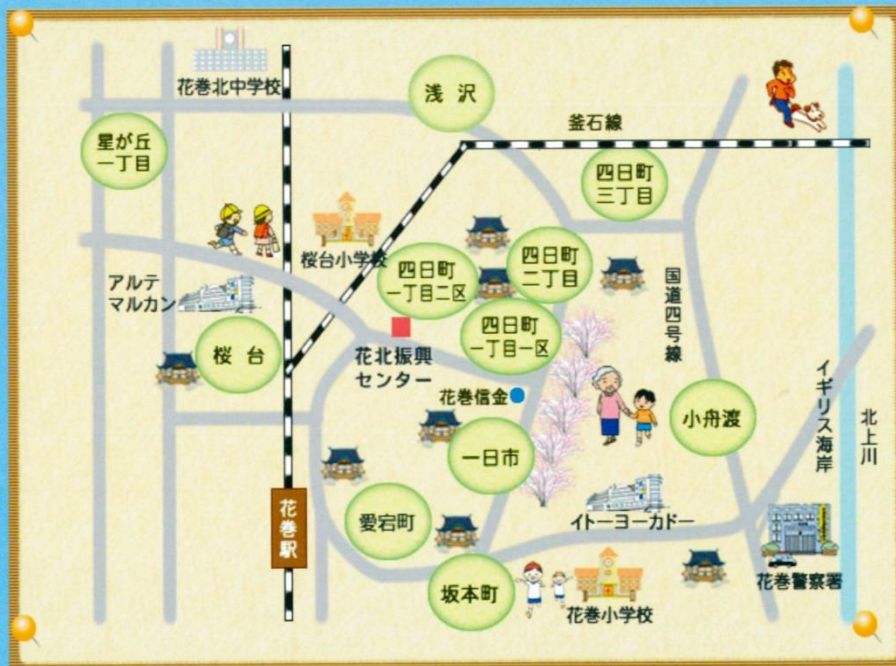 花巻北中学校
浅沢
釜石線
星が丘
一丁目
四日町
三丁目
桜台小学校
四日町
一丁目二区
四日町
二丁目
アルテ
マルカン
国道四号線
四日町
一丁目一区
桜台
花北振興
センター
花巻信金
イギリス海岸
北上川
小舟渡
一日市
花巻駅
愛宕町
イトーヨーカドー
坂本町
花巻小学校
花巻警察署